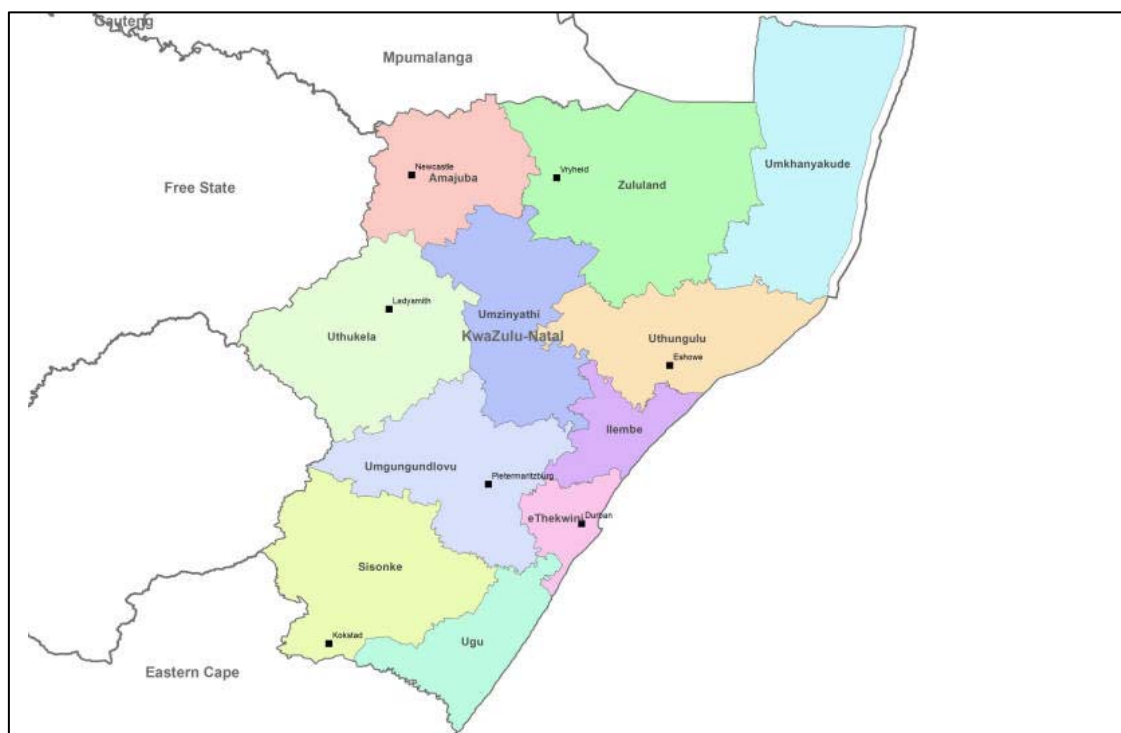 Gauteng
Mpumalanga
Newcastle
Amajuba
Vryheid
Zululand
Umkhanyakude
Free State
Ladysmith
Umzinyathi
Uthukela
KwaZulu-Natal
Uthungulu
Eshowe
Ilembe
Umgungundlovu
Pietermaritzburg
eThekwini
Durban
Sisonke
Kokstad
Ugu
Eastern Cape